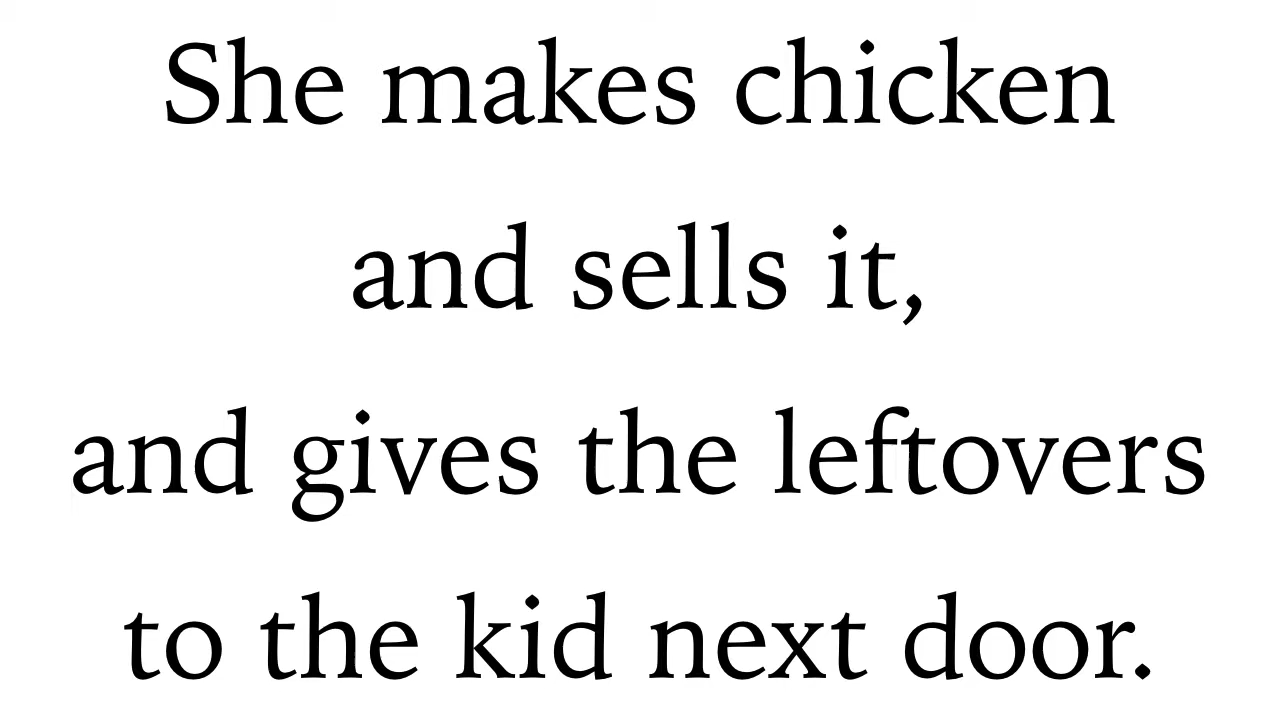 She makes chicken
and sells it,
and gives the leftovers
to the kid next door.